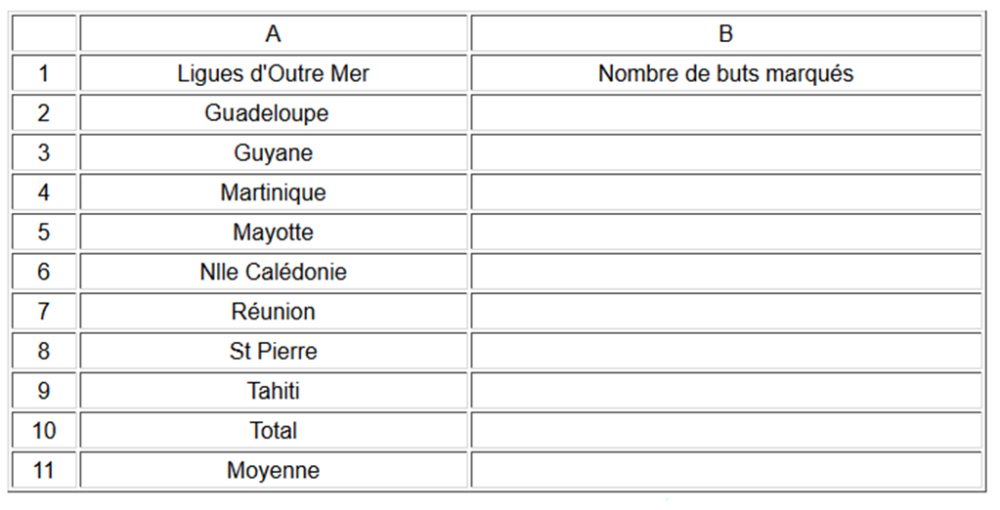 A B
1 Ligues d'Outre Mer Nombre de buts marqués
2 Guadeloupe
3 Guyane
4 Martinique
5 Mayotte
6 Nlle Calédonie
7 Réunion
8 St Pierre
9 Tahiti
10 Total
11 Moyenne